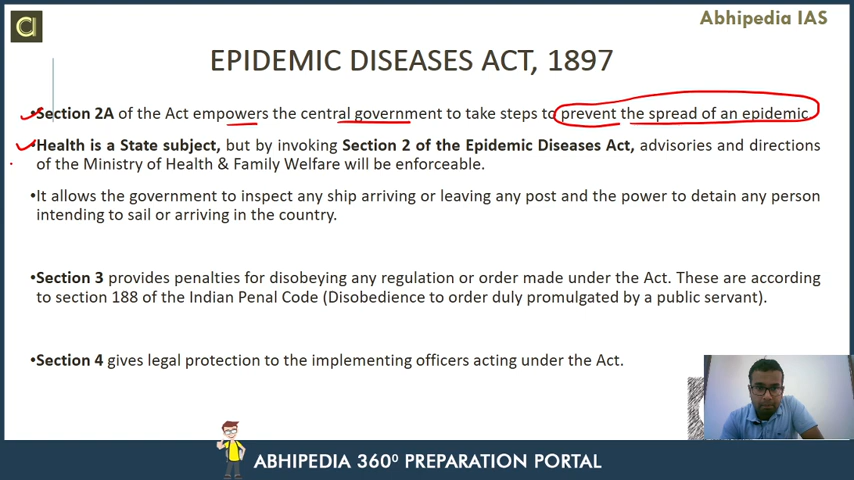 Abhipedia IAS
EPIDEMIC DISEASES ACT, 1897
•Section 2A of the Act empowers the central government to take steps to prevent the spread of an epidemic.
•Health is a State subject, but by invoking Section 2 of the Epidemic Diseases Act, advisories and directions
of the Ministry of Health & Family Welfare will be enforceable.
•It allows the government to inspect any ship arriving or leaving any post and the power to detain any person
intending to sail or arriving in the country.
•Section 3 provides penalties for disobeying any regulation or order made under the Act. These are according
to section 188 of the Indian Penal Code (Disobedience to order duly promulgated by a public servant).
•Section 4 gives legal protection to the implementing officers acting under the Act.
ABHIPEDIA 360⁰ PREPARATION PORTAL